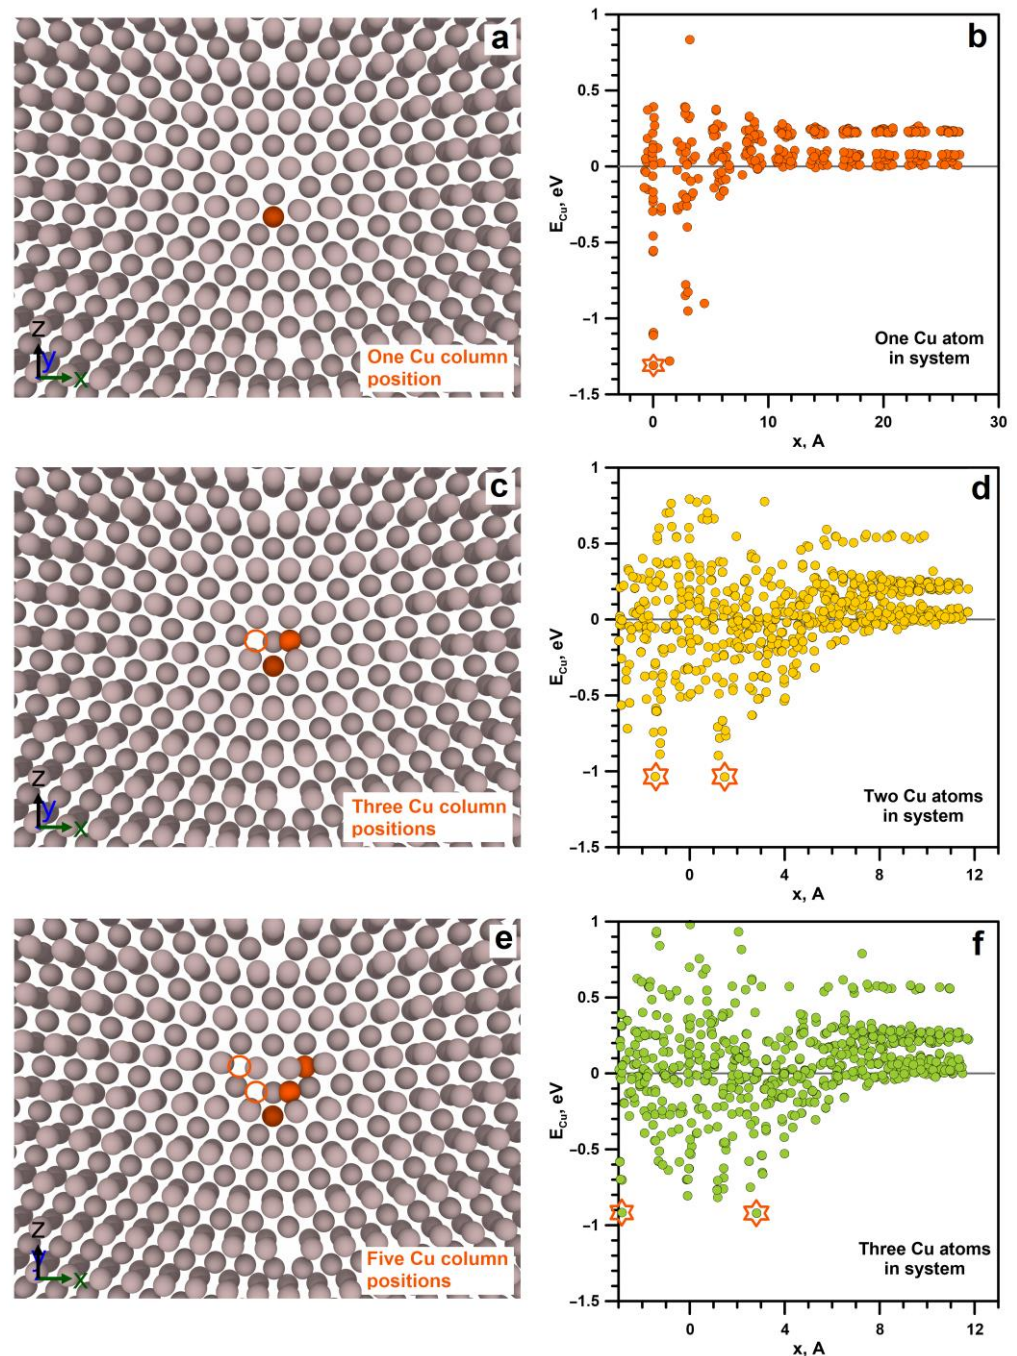 a
z
y
x
One Cu column
position
b
1
0.5
0
−0.5
−1
−1.5
E_Cu, eV
One Cu atom
in system
0 10 20 30
x, A
c
z
y
x
Three Cu column
positions
d
1
0.5
0
−0.5
−1
−1.5
E_Cu, eV
Two Cu atoms
in system
0 4 8 12
x, A
e
z
y
x
Five Cu column
positions
f
1
0.5
0
−0.5
−1
−1.5
E_Cu, eV
Three Cu atoms
in system
0 4 8 12
x, A